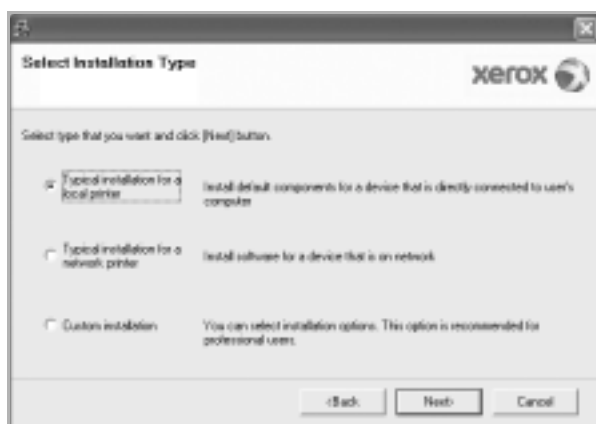 Select Installation Type
xerox
Select type that you want and click [Next] button.
Typical installation for a
local printer
Install default components for a device that is directly connected to user's
computer
Typical installation for a
network printer
Install software for a device that is on network
Custom installation
You can select installation options. This option is recommended for
professional users.
<Back
Next>
Cancel